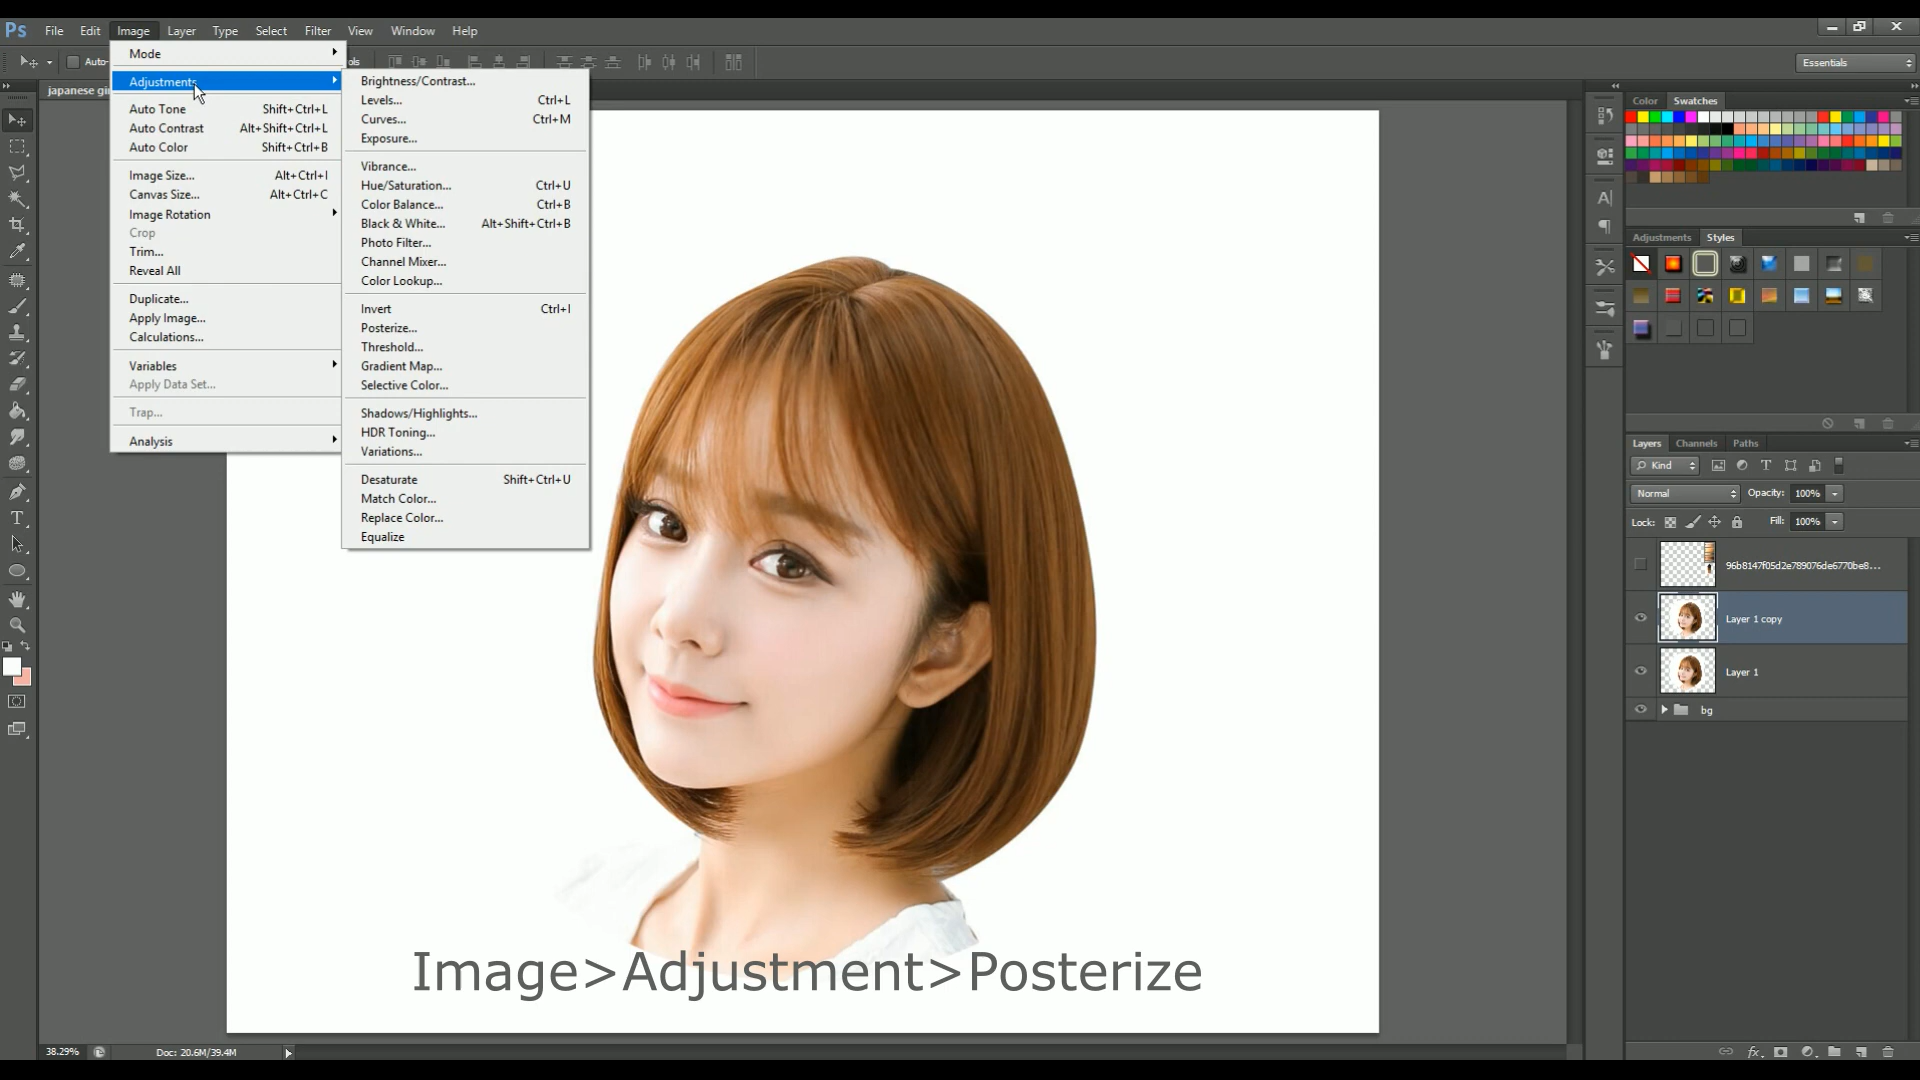 Ps File Edit Image Layer Type Select Filter View Window Help
Auto-
Essentials
japanese gi
Mode
Adjustments
Auto Tone Shift+Ctrl+L
Auto Contrast Alt+Shift+Ctrl+L
Auto Color Shift+Ctrl+B
Image Size... Alt+Ctrl+I
Canvas Size... Alt+Ctrl+C
Image Rotation
Crop
Trim...
Reveal All
Duplicate...
Apply Image...
Calculations...
Variables
Apply Data Set...
Trap...
Analysis
Brightness/Contrast...
Levels... Ctrl+L
Curves... Ctrl+M
Exposure...
Vibrance...
Hue/Saturation... Ctrl+U
Color Balance... Ctrl+B
Black & White... Alt+Shift+Ctrl+B
Photo Filter...
Channel Mixer...
Color Lookup...
Invert Ctrl+I
Posterize...
Threshold...
Gradient Map...
Selective Color...
Shadows/Highlights...
HDR Toning...
Variations...
Desaturate Shift+Ctrl+U
Match Color...
Replace Color...
Equalize
Image>Adjustment>Posterize
38.29% Doc: 20.6M/39.4M
Color Swatches
Adjustments Styles
Layers Channels Paths
Kind
Normal Opacity: 100%
Lock: Fill: 100%
96b8147f05d2e789076de6770be8...
Layer 1 copy
Layer 1
bg